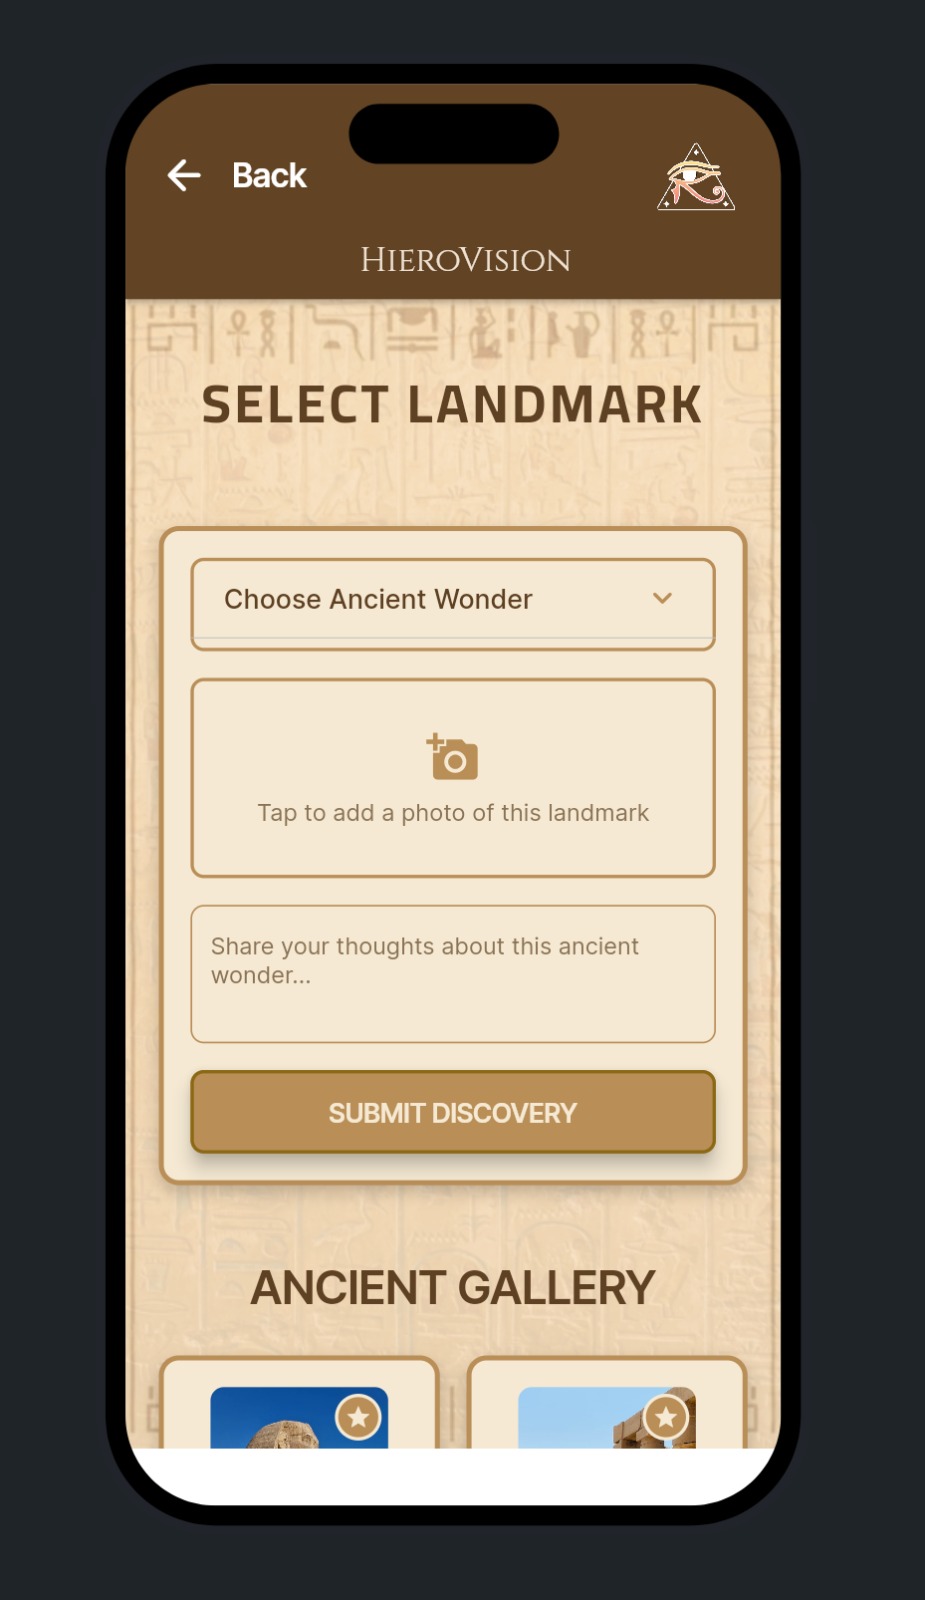 Back
HieroVision
SELECT LANDMARK
Choose Ancient Wonder
Tap to add a photo of this landmark
Share your thoughts about this ancient
wonder...
SUBMIT DISCOVERY
ANCIENT GALLERY